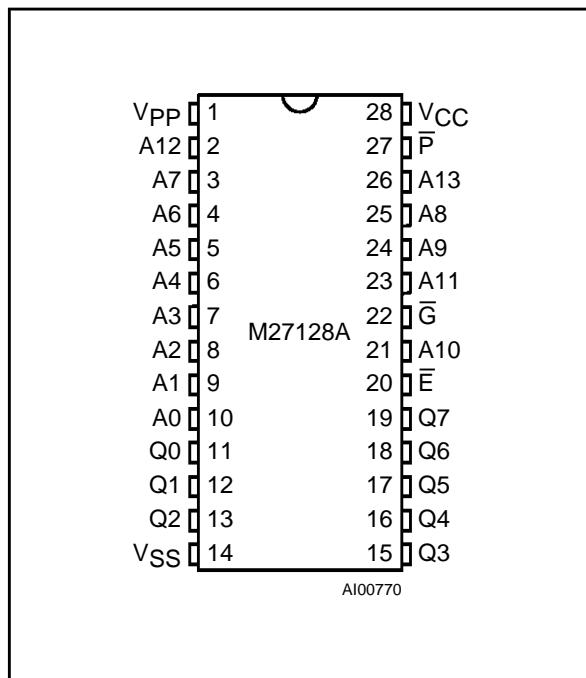 VPP 1 28 VCC
A12 2 27 P̅
A7 3 26 A13
A6 4 25 A8
A5 5 24 A9
A4 6 23 A11
A3 7 22 G̅
M27128A
A2 8 21 A10
A1 9 20 E̅
A0 10 19 Q7
Q0 11 18 Q6
Q1 12 17 Q5
Q2 13 16 Q4
VSS 14 15 Q3
AI00770